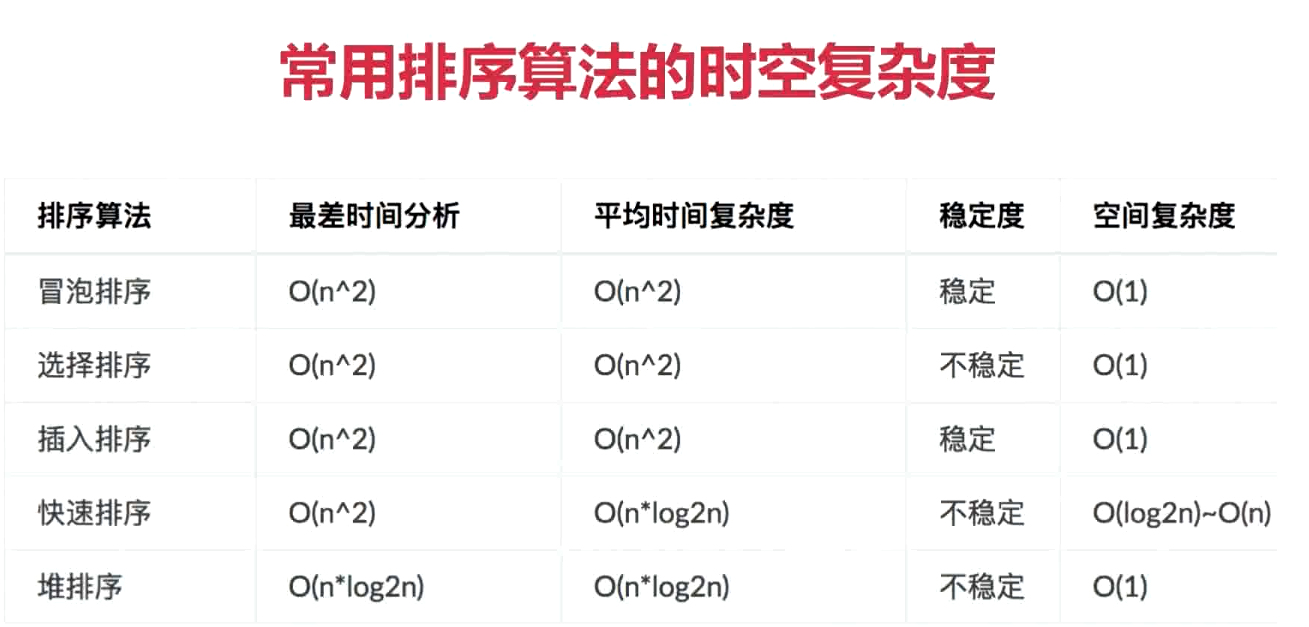 常用排序算法的时空复杂度
排序算法 最差时间分析 平均时间复杂度 稳定度 空间复杂度
冒泡排序 O(n^2) O(n^2) 稳定 O(1)
选择排序 O(n^2) O(n^2) 不稳定 O(1)
插入排序 O(n^2) O(n^2) 稳定 O(1)
快速排序 O(n^2) O(n*log2n) 不稳定 O(log2n)~O(n)
堆排序 O(n*log2n) O(n*log2n) 不稳定 O(1)